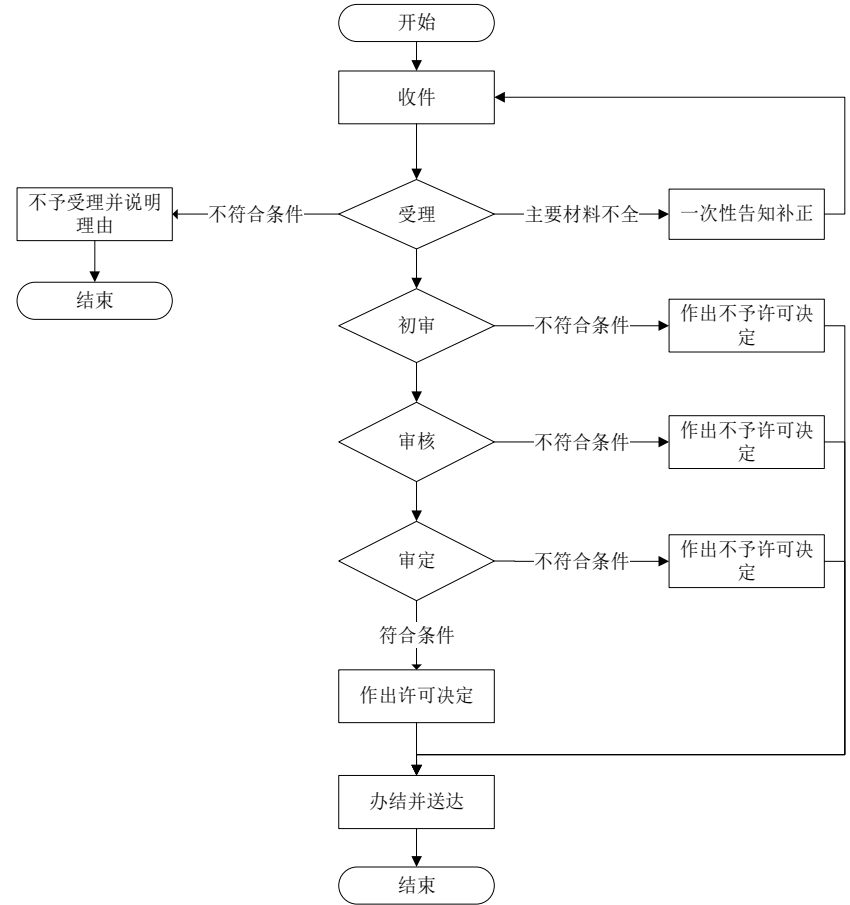 开始
收件
不予受理并说明
理由
不符合条件
受理
主要材料不全
一次性告知补正
结束
初审
不符合条件
作出不予许可决
定
审核
不符合条件
作出不予许可决
定
审定
不符合条件
作出不予许可决
定
符合条件
作出许可决定
办结并送达
结束